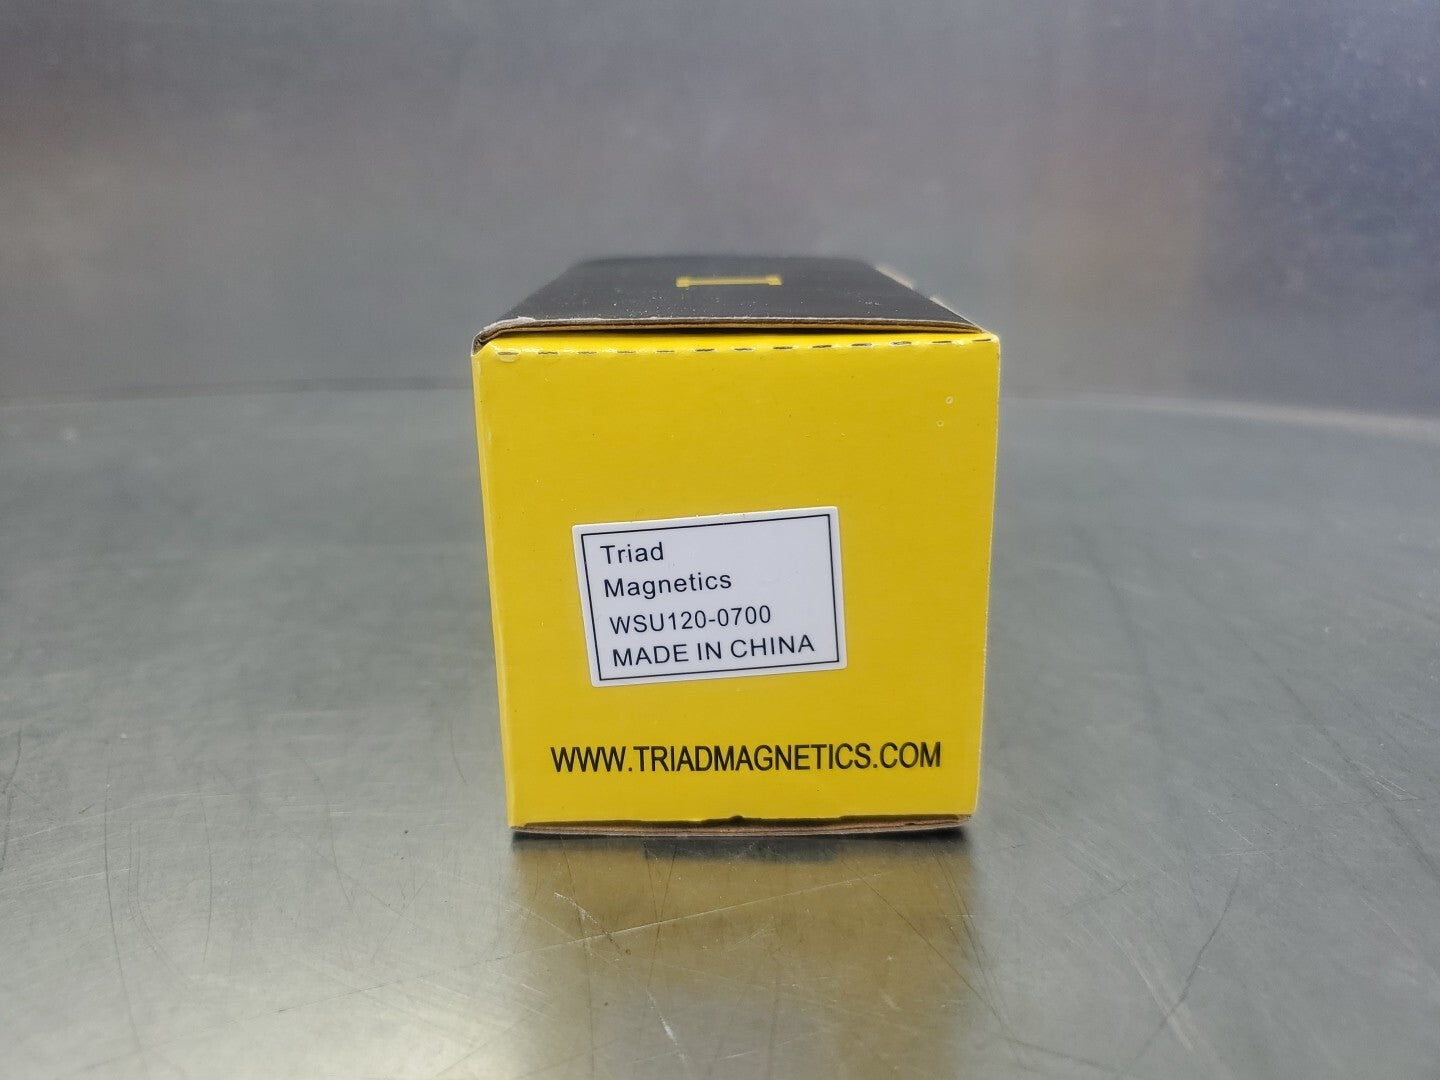 Triad
Magnetics
WSU120-0700
MADE IN CHINA
WWW.TRIADMAGNETICS.COM